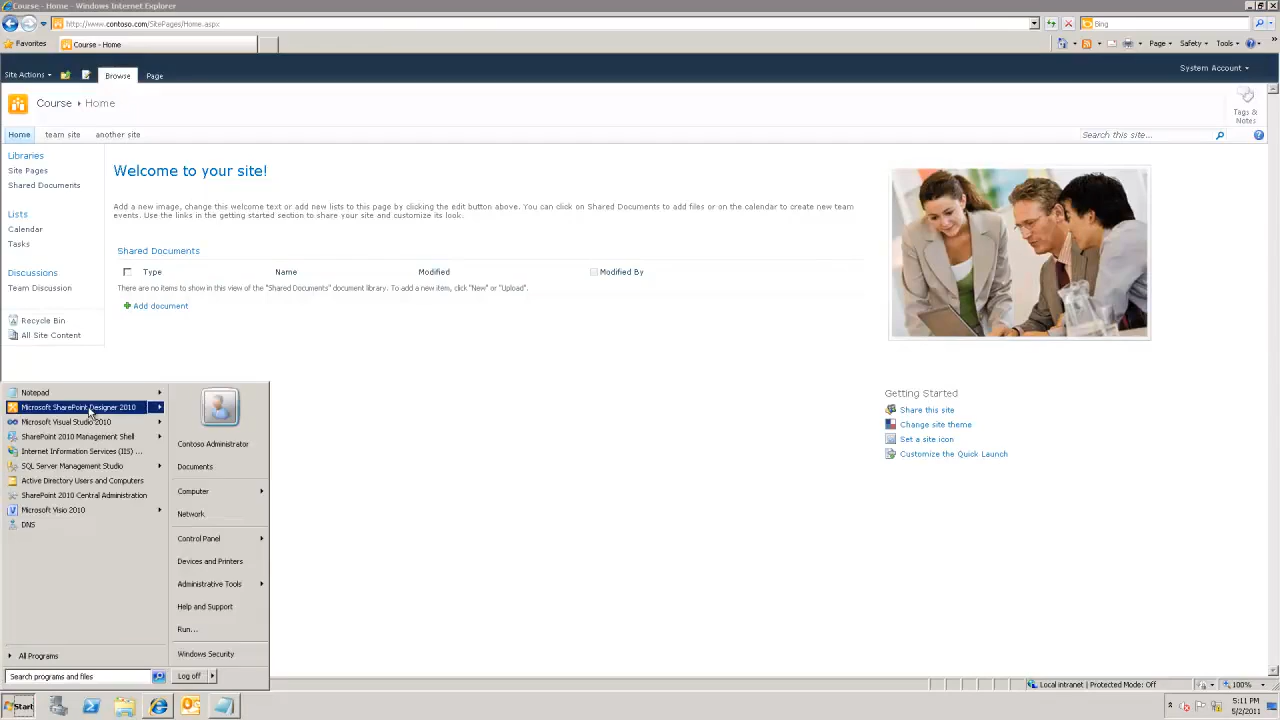 Course - Home - Windows Internet Explorer
http://www.contoso.com/SitePages/Home.aspx
Bing
Favorites
Course - Home
Page
Safety
Tools
Site Actions
Browse
Page
System Account
Course
Home
Tags & Notes
Home
team site
another site
Search this site...
Libraries
Site Pages
Shared Documents
Lists
Calendar
Tasks
Discussions
Team Discussion
Recycle Bin
All Site Content
Welcome to your site!
Add a new image, change this welcome text or add new lists to this page by clicking the edit button above. You can click on Shared Documents to add files or on the calendar to create new team
events. Use the links in the getting started section to share your site and customize its look.
Shared Documents
Type Name Modified Modified By
There are no items to show in this view of the "Shared Documents" document library. To add a new item, click "New" or "Upload".
Add document
Getting Started
Share this site
Change site theme
Set a site icon
Customize the Quick Launch
Notepad
Microsoft SharePoint Designer 2010
Microsoft Visual Studio 2010
SharePoint 2010 Management Shell
Internet Information Services (IIS) ...
SQL Server Management Studio
Active Directory Users and Computers
SharePoint 2010 Central Administration
Microsoft Visio 2010
DNS
All Programs
Search programs and files
Contoso Administrator
Documents
Computer
Network
Control Panel
Devices and Printers
Administrative Tools
Help and Support
Run...
Windows Security
Log off
Local intranet | Protected Mode: Off
100%
Start
5:11 PM
5/2/2011